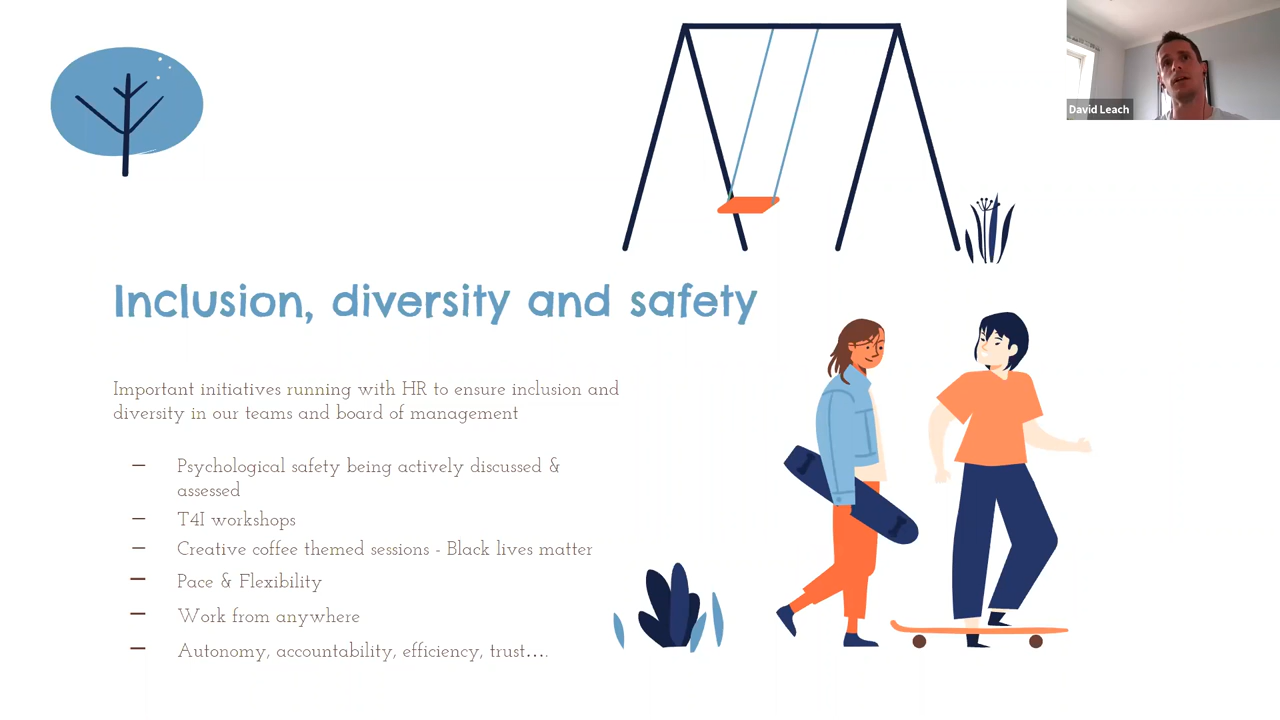 David Leach
Inclusion, diversity and safety
Important initiatives running with HR to ensure inclusion and
diversity in our teams and board of management
– Psychological safety being actively discussed &
assessed
– T4I workshops
– Creative coffee themed sessions - Black lives matter
– Pace & Flexibility
– Work from anywhere
– Autonomy, accountability, efficiency, trust....